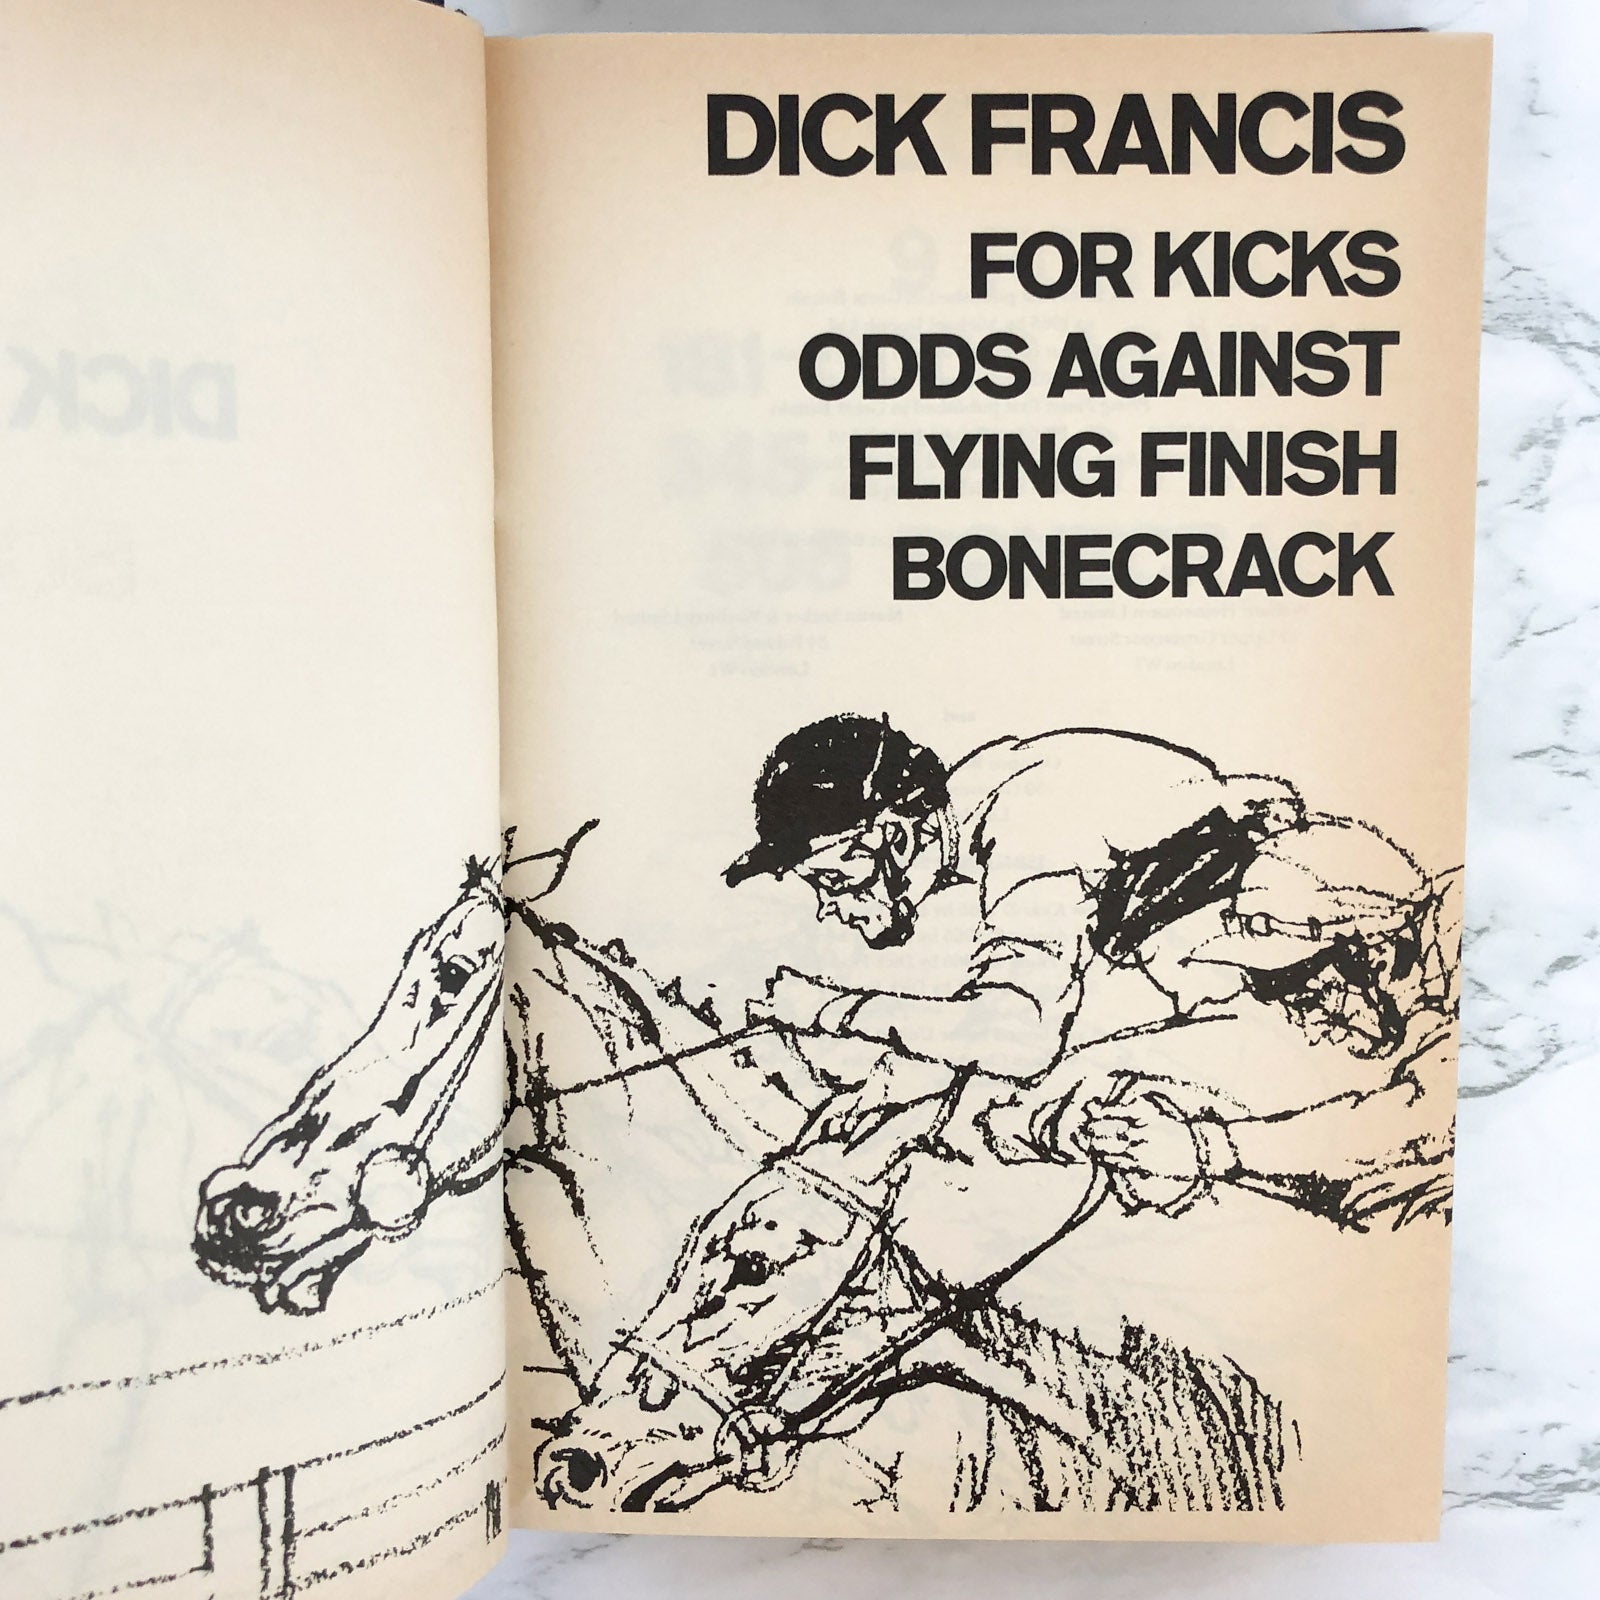 DICK FRANCIS
FOR KICKS
ODDS AGAINST
FLYING FINISH
BONECRACK